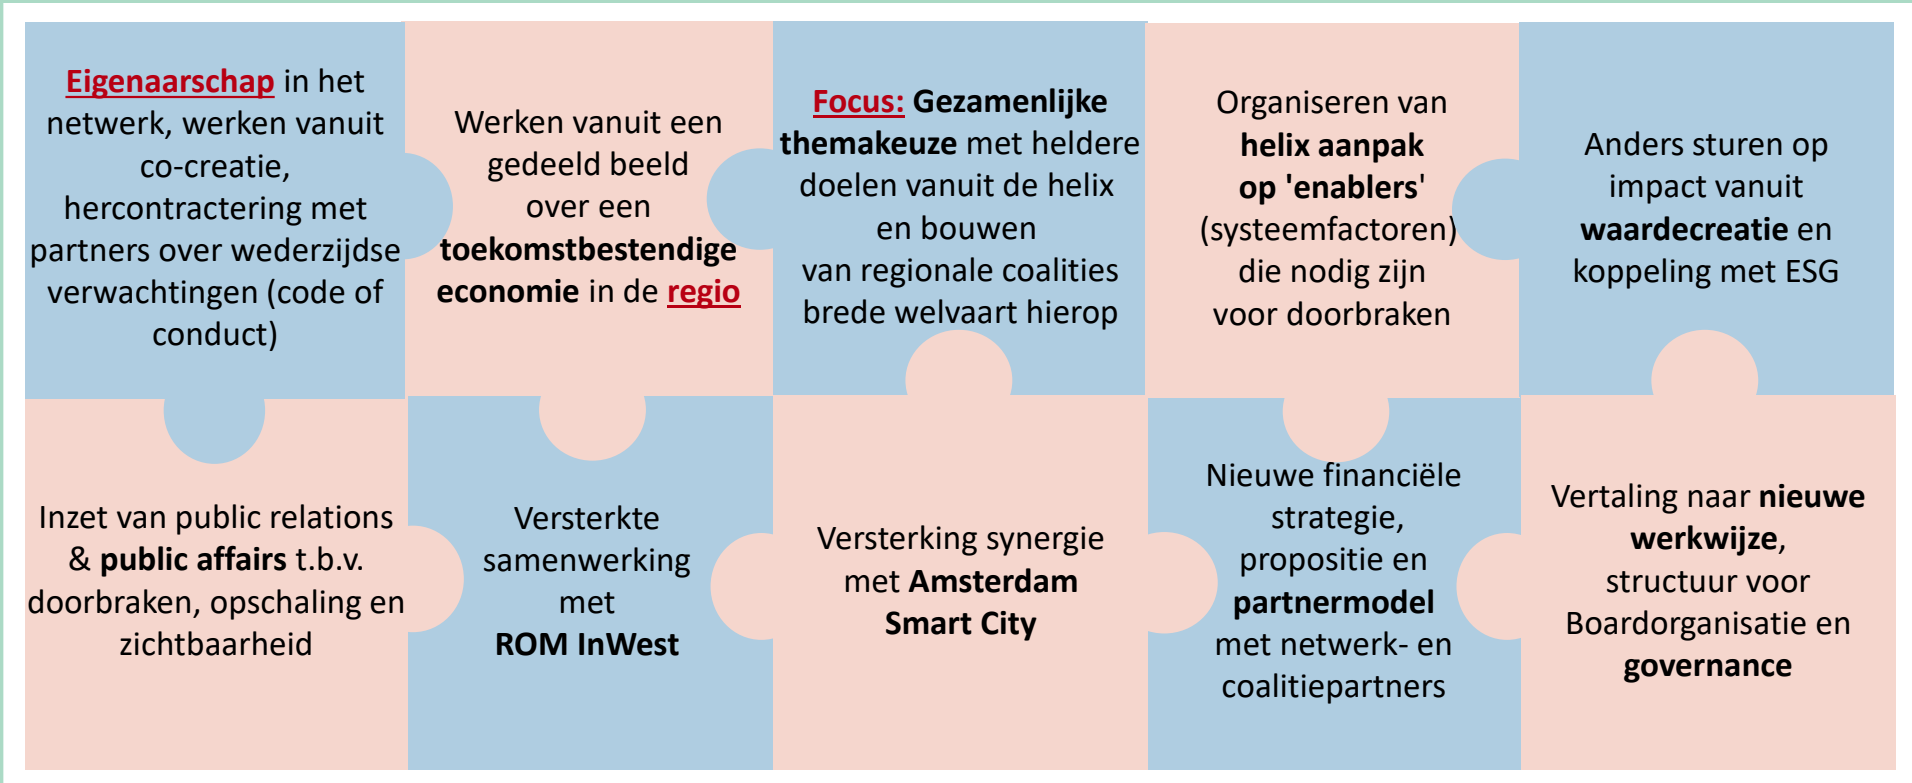 Eigenaarschap in het
netwerk, werken vanuit
co-creatie,
hercontractering met
partners over wederzijdse
verwachtingen (code of
conduct)
Werken vanuit een
gedeeld beeld
over een
toekomstbestendige
economie in de regio
Focus: Gezamenlijke
themakeuze met heldere
doelen vanuit de helix
en bouwen
van regionale coalities
brede welvaart hierop
Organiseren van
helix aanpak
op 'enablers'
(systeemfactoren)
die nodig zijn
voor doorbraken
Anders sturen op
impact vanuit
waardecreatie en
koppeling met ESG
Inzet van public relations
& public affairs t.b.v.
doorbraken, opschaling en
zichtbaarheid
Versterkte
samenwerking
met
ROM InWest
Versterking synergie
met Amsterdam
Smart City
Nieuwe financiële
strategie,
propositie en
partnermodel
met netwerk- en
coalitiepartners
Vertaling naar nieuwe
werkwijze,
structuur voor
Boardorganisatie en
governance